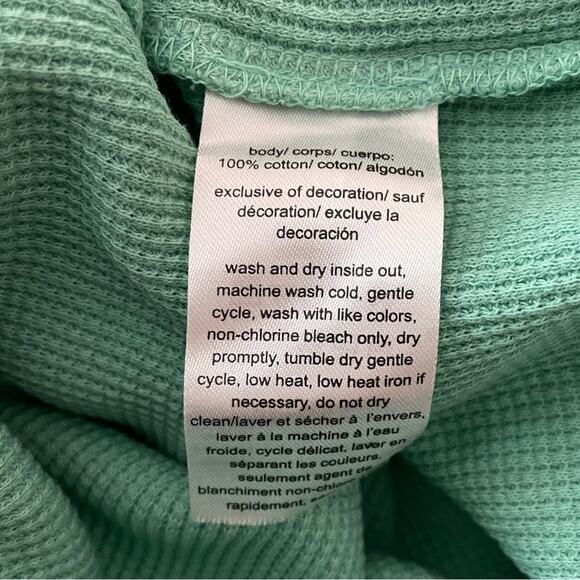 body/ corps/ cuerpo:
100% cotton/ coton/ algodón
exclusive of decoration/ sauf
décoration/ excluye la
decoración
wash and dry inside out,
machine wash cold, gentle
cycle, wash with like colors,
non-chlorine bleach only, dry
promptly, tumble dry gentle
cycle, low heat, low heat iron if
necessary, do not dry
clean/laver et sécher à l'envers,
laver à la machine à l'eau
froide, cycle délicat, laver en
séparant les couleurs,
seulement agent de
blanchiment
rapidement,